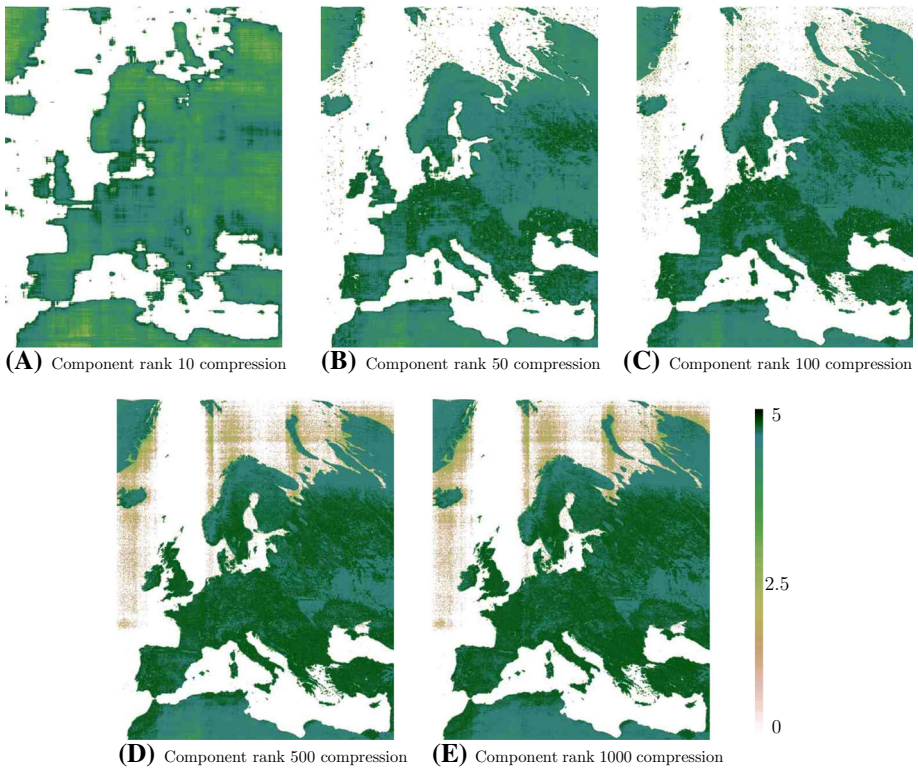 (A) Component rank 10 compression
(B) Component rank 50 compression
(C) Component rank 100 compression
5
2.5
0
(D) Component rank 500 compression
(E) Component rank 1000 compression